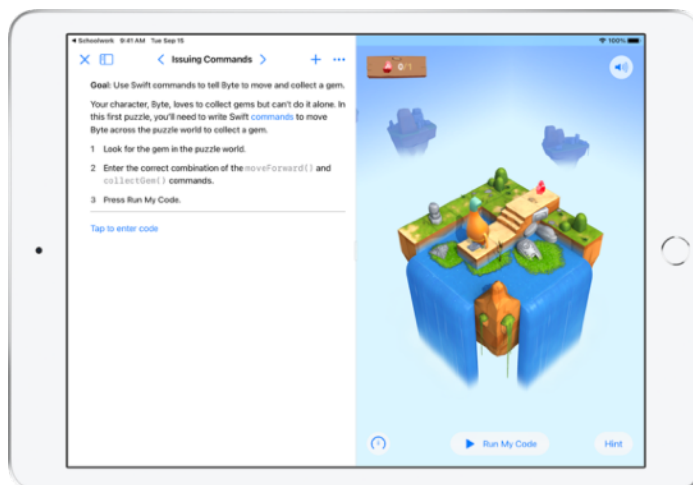 ◀ Schoolwork 9:41 AM Tue Sep 15
100%
Issuing Commands
0/1
Goal: Use Swift commands to tell Byte to move and collect a gem.
Your character, Byte, loves to collect gems but can't do it alone. In
this first puzzle, you'll need to write Swift commands to move
Byte across the puzzle world to collect a gem.
1 Look for the gem in the puzzle world.
2 Enter the correct combination of the moveForward() and
collectGem() commands.
3 Press Run My Code.
Tap to enter code
Run My Code
Hint